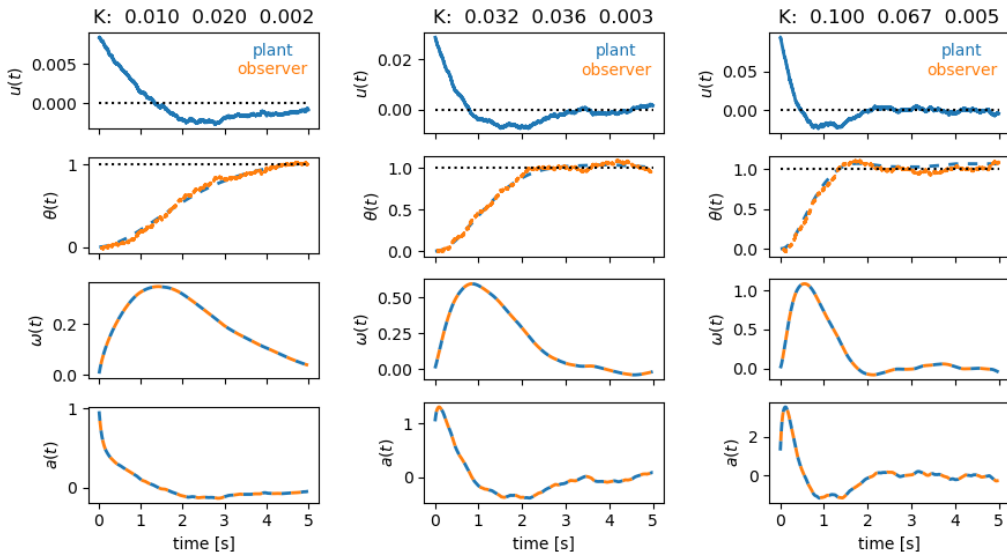 K: 0.010 0.020 0.002
0.005
0.000
u(t)
1
0
θ(t)
0.2
0.0
ω(t)
1
0
a(t)
0 1 2 3 4 5
time [s]
plant
observer
K: 0.032 0.036 0.003
0.02
0.00
u(t)
plant
observer
1.0
0.5
0.0
θ(t)
0.50
0.00
ω(t)
1
0
a(t)
0 1 2 3 4 5
time [s]
K: 0.100 0.067 0.005
0.05
0.00
u(t)
plant
observer
1.0
0.5
0.0
θ(t)
1.0
0.5
0.0
ω(t)
2
0
a(t)
0 1 2 3 4 5
time [s]